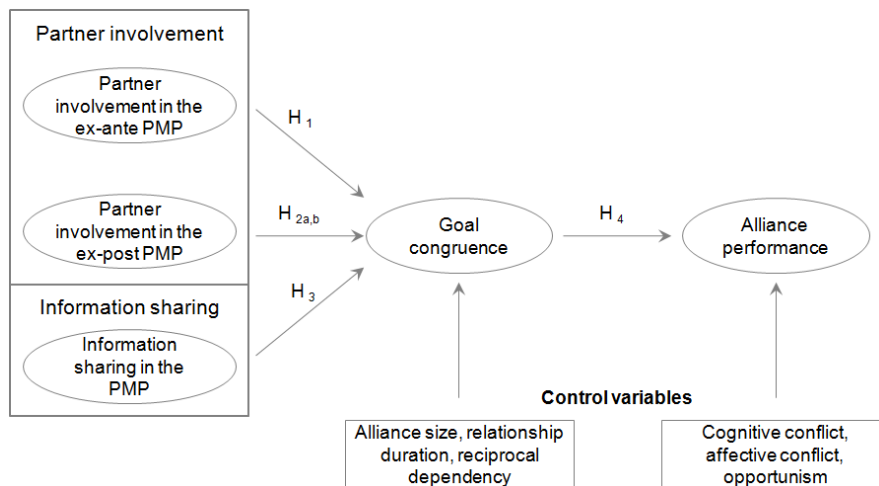 Partner involvement
Partner
involvement in the
ex-ante PMP
H 1
Partner
involvement in the
ex-post PMP
H 2a,b
Goal
congruence
H 4
Alliance
performance
Information sharing
H 3
Information
sharing in the
PMP
Control variables
Alliance size, relationship
duration, reciprocal
dependency
Cognitive conflict,
affective conflict,
opportunism